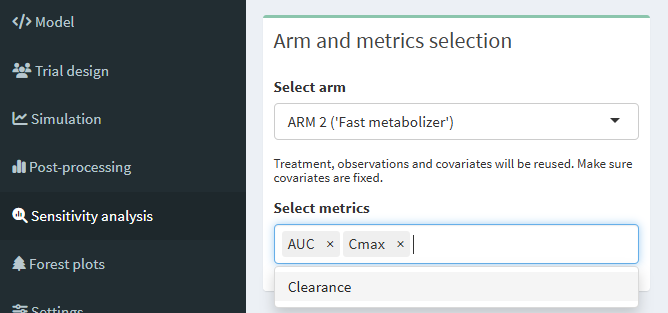 Model
Trial design
Simulation
Post-processing
Sensitivity analysis
Forest plots
Settings
Arm and metrics selection
Select arm
ARM 2 ('Fast metabolizer')
Treatment, observations and covariates will be reused. Make sure
covariates are fixed.
Select metrics
AUC × Cmax ×
Clearance